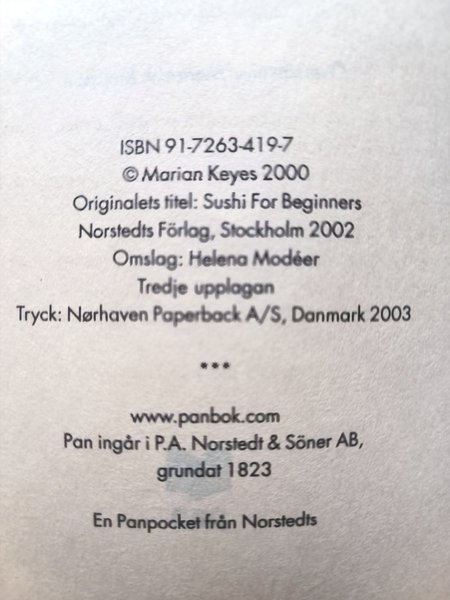 ISBN 91-7263-419-7
© Marian Keyes 2000
Originalets titel: Sushi For Beginners
Norstedts Förlag, Stockholm 2002
Omslag: Helena Modéer
Tredje upplagan
Tryck: Nørhaven Paperback A/S, Danmark 2003
***
www.panbok.com
Pan ingår i P.A. Norstedt & Söner AB,
grundat 1823
En Panpocket från Norstedts